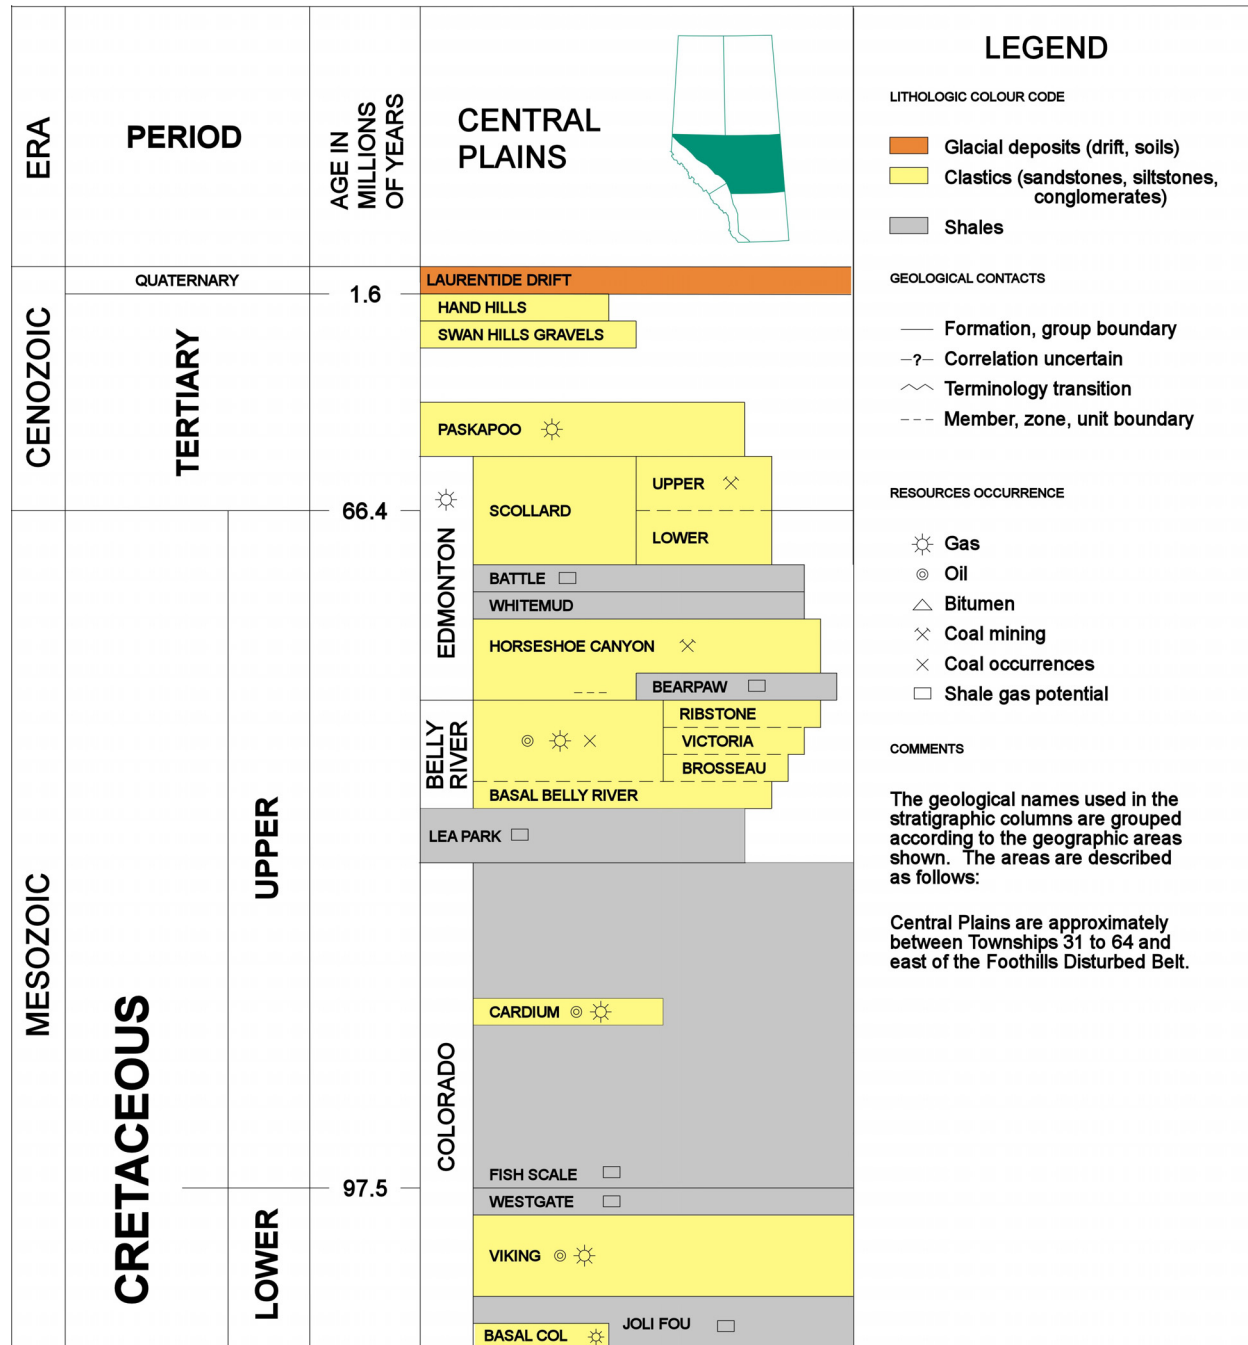 ERA
PERIOD
AGE IN
MILLIONS
OF YEARS
CENTRAL
PLAINS
CENOZOIC
QUATERNARY
TERTIARY
1.6
66.4
LAURENTIDE DRIFT
HAND HILLS
SWAN HILLS GRAVELS
PASKAPOO
EDMONTON
SCOLLARD
UPPER
LOWER
BATTLE
WHITEMUD
HORSESHOE CANYON
BEARPAW
MESOZOIC
CRETACEOUS
UPPER
LOWER
97.5
BELLY
RIVER
RIBSTONE
VICTORIA
BROSSEAU
BASAL BELLY RIVER
LEA PARK
COLORADO
CARDIUM
FISH SCALE
WESTGATE
VIKING
JOLI FOU
BASAL COL
LEGEND
LITHOLOGIC COLOUR CODE
Glacial deposits (drift, soils)
Clastics (sandstones, siltstones,
conglomerates)
Shales
GEOLOGICAL CONTACTS
Formation, group boundary
–?– Correlation uncertain
Terminology transition
Member, zone, unit boundary
RESOURCES OCCURRENCE
Gas
Oil
Bitumen
Coal mining
Coal occurrences
Shale gas potential
COMMENTS
The geological names used in the
stratigraphic columns are grouped
according to the geographic areas
shown. The areas are described
as follows:
Central Plains are approximately
between Townships 31 to 64 and
east of the Foothills Disturbed Belt.